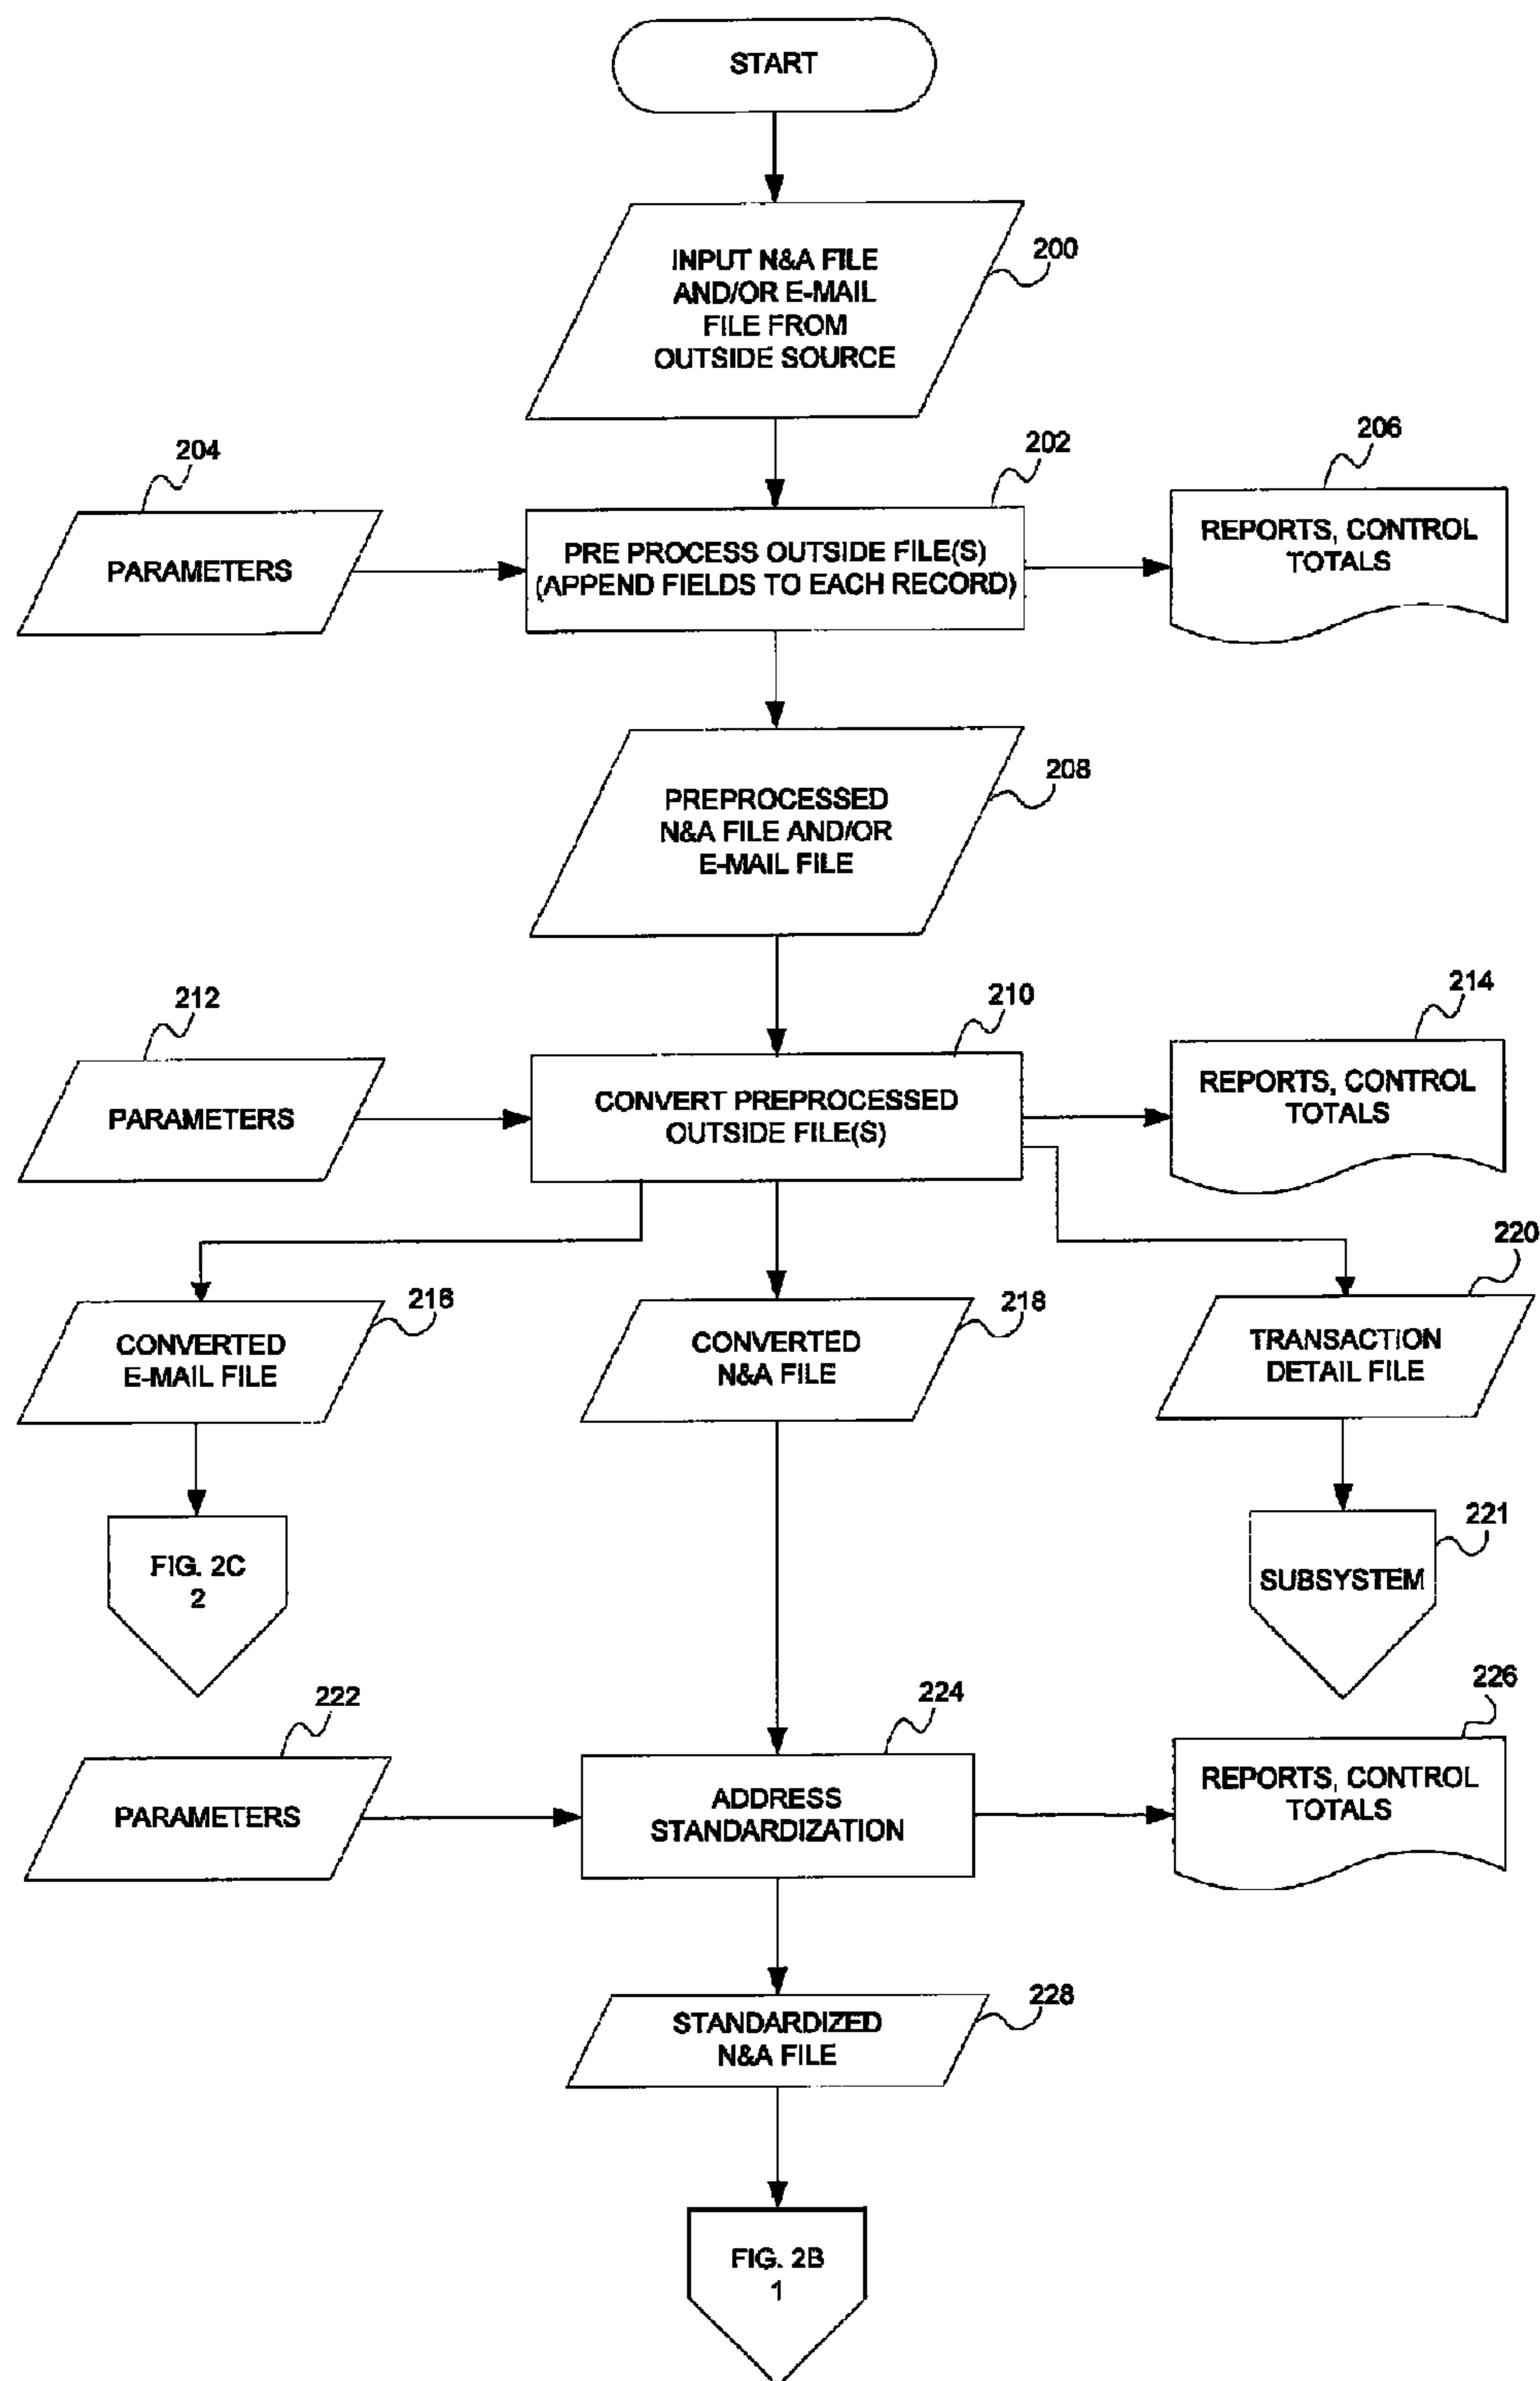 START
INPUT N&A FILE
AND/OR E-MAIL
FILE FROM
OUTSIDE SOURCE
200
204
PARAMETERS
202
PRE PROCESS OUTSIDE FILE(S)
(APPEND FIELDS TO EACH RECORD)
206
REPORTS, CONTROL
TOTALS
208
PREPROCESSED
N&A FILE AND/OR
E-MAIL FILE
212
PARAMETERS
210
CONVERT PREPROCESSED
OUTSIDE FILE(S)
214
REPORTS, CONTROL
TOTALS
216
CONVERTED
E-MAIL FILE
218
CONVERTED
N&A FILE
220
TRANSACTION
DETAIL FILE
FIG. 2C
2
221
SUBSYSTEM
222
PARAMETERS
224
ADDRESS
STANDARDIZATION
226
REPORTS, CONTROL
TOTALS
228
STANDARDIZED
N&A FILE
FIG. 2B
1